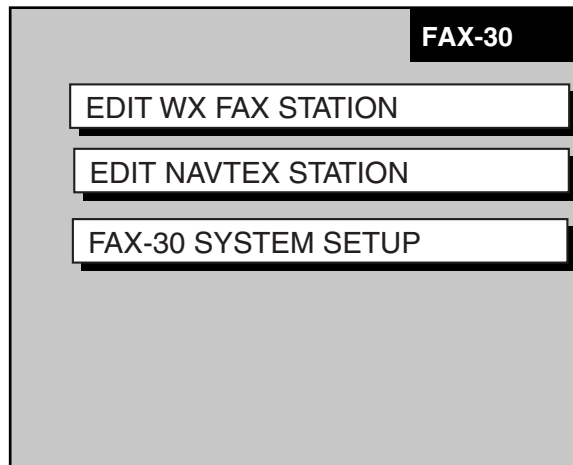 FAX-30
EDIT WX FAX STATION
EDIT NAVTEX STATION
FAX-30 SYSTEM SETUP